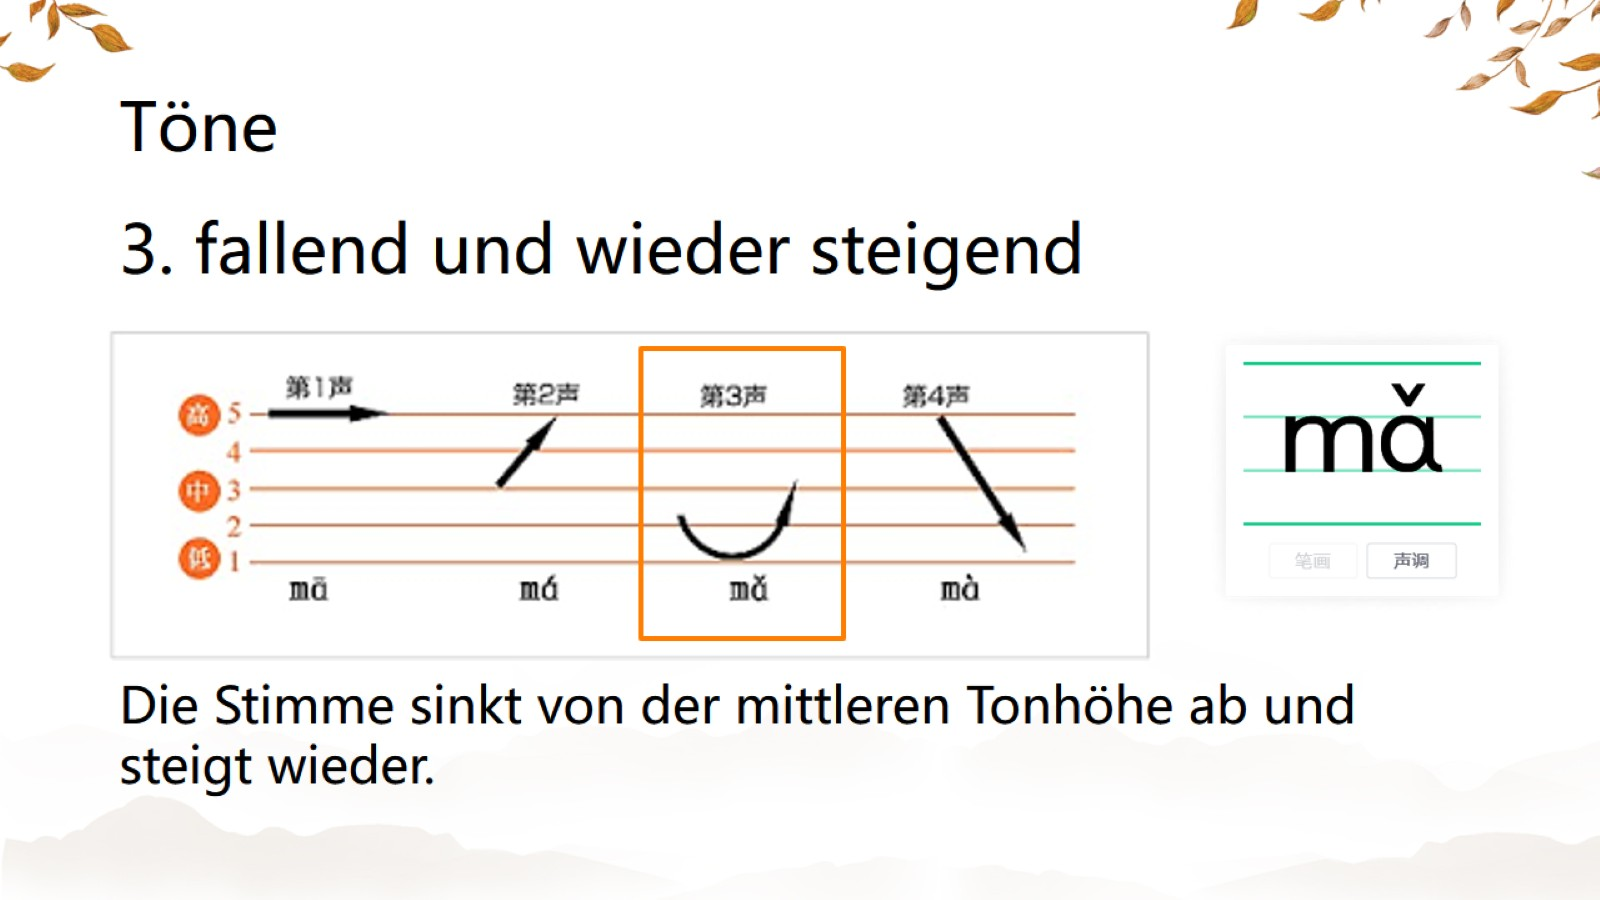 Töne
3. fallend und wieder steigend
第1声 第2声 第3声 第4声
高 5
4
中 3
2
低 1
mā má mǎ mà
mǎ
笔画 声调
Die Stimme sinkt von der mittleren Tonhöhe ab und
steigt wieder.